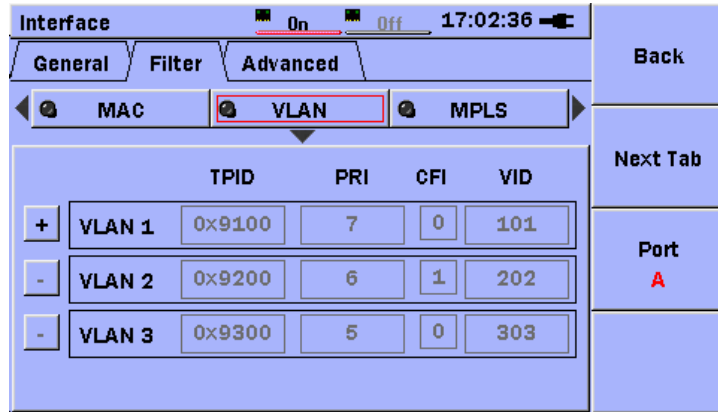 Interface On Off 17:02:36
Back
General Filter Advanced
MAC VLAN MPLS
Next Tab
TPID PRI CFI VID
+ VLAN 1 0x9100 7 0 101
- VLAN 2 0x9200 6 1 202
- VLAN 3 0x9300 5 0 303
Port
A